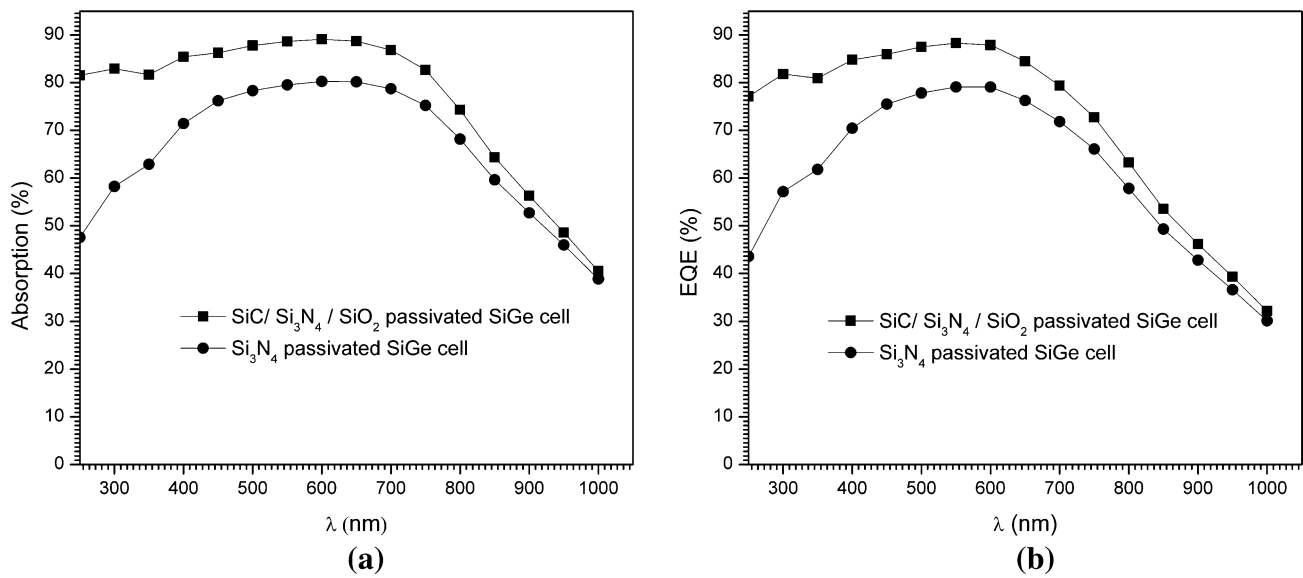 Absorption (%)
90
80
70
60
50
40
30
20
10
0
SiC/ Si₃N₄ / SiO₂ passivated SiGe cell
Si₃N₄ passivated SiGe cell
300 400 500 600 700 800 900 1000
λ (nm)
(a)
EQE (%)
90
80
70
60
50
40
30
20
10
0
SiC/ Si₃N₄ / SiO₂ passivated SiGe cell
Si₃N₄ passivated SiGe cell
300 400 500 600 700 800 900 1000
λ (nm)
(b)